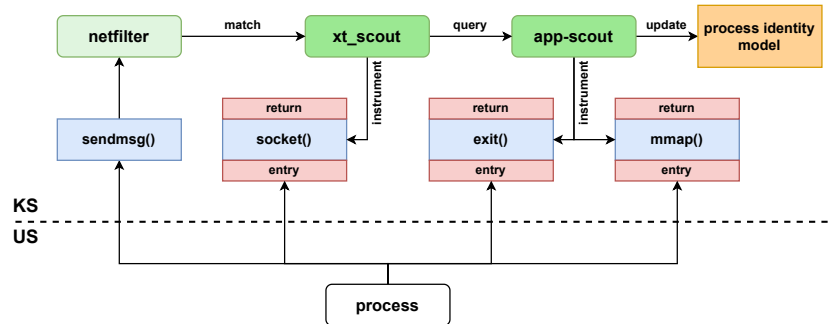 netfilter
match
xt_scout
query
app-scout
update
process identity
model
instrument
instrument
return
return
return
sendmsg()
socket()
exit()
mmap()
entry
entry
entry
KS
US
process